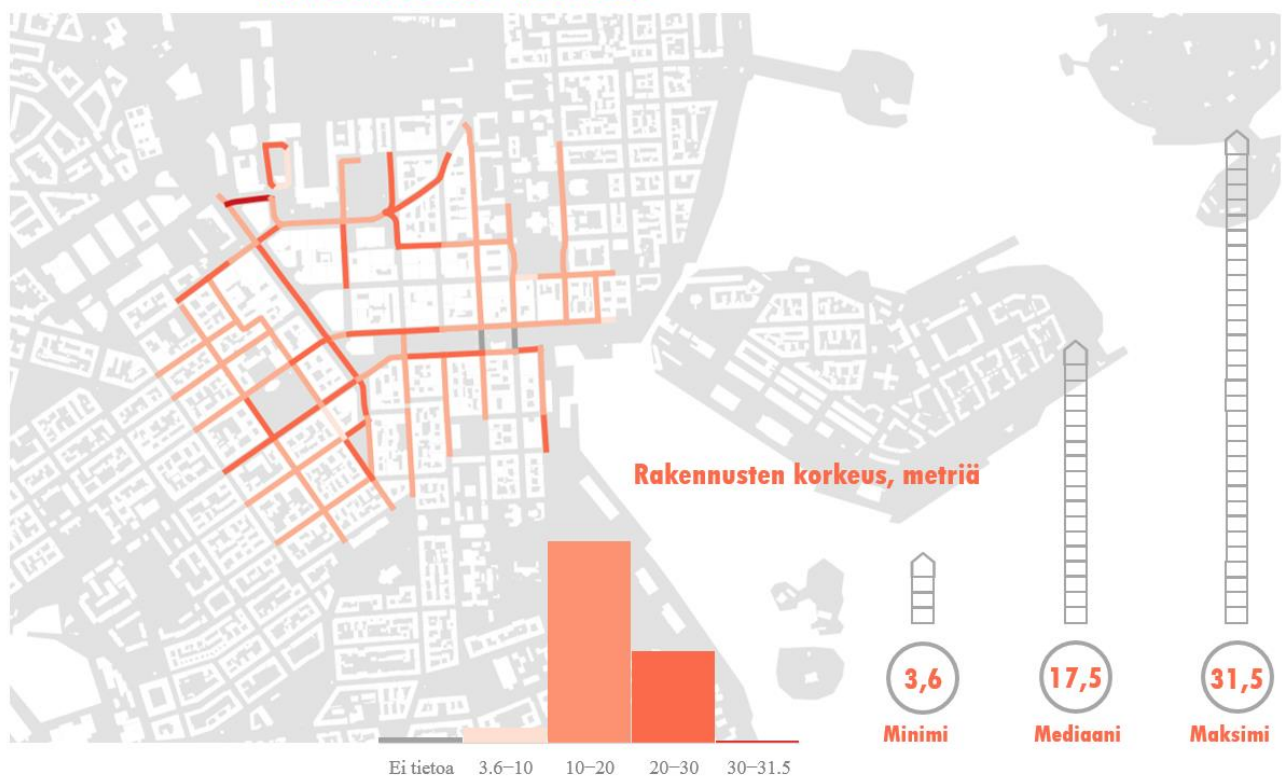 Rakennusten korkeus, metriä
3,6
17,5
31,5
Minimi
Mediaani
Maksimi
Ei tietoa
3.6–10
10–20
20–30
30–31.5